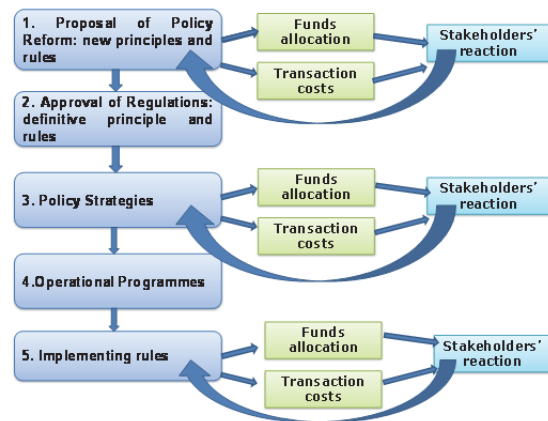 1. Proposal of Policy
Reform: new principles and
rules
Funds
allocation
Transaction
costs
Stakeholders'
reaction
2. Approval of Regulations:
definitive principle and
rules
3. Policy Strategies
Funds
allocation
Transaction
costs
Stakeholders'
reaction
4.Operational Programmes
5. Implementing rules
Funds
allocation
Transaction
costs
Stakeholders'
reaction